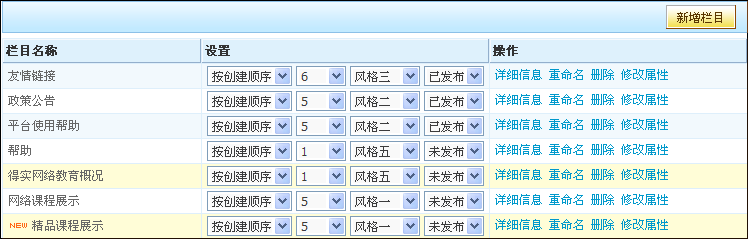 新增栏目
栏目名称 设置 操作
友情链接 按创建顺序 6 风格三 已发布 详细信息 重命名 删除 修改属性
政策公告 按创建顺序 5 风格二 已发布 详细信息 重命名 删除 修改属性
平台使用帮助 按创建顺序 5 风格二 已发布 详细信息 重命名 删除 修改属性
帮助 按创建顺序 1 风格五 未发布 详细信息 重命名 删除 修改属性
得实网络教育概况 按创建顺序 1 风格五 未发布 详细信息 重命名 删除 修改属性
网络课程展示 按创建顺序 5 风格一 未发布 详细信息 重命名 删除 修改属性
NEW 精品课程展示 按创建顺序 5 风格一 未发布 详细信息 重命名 删除 修改属性